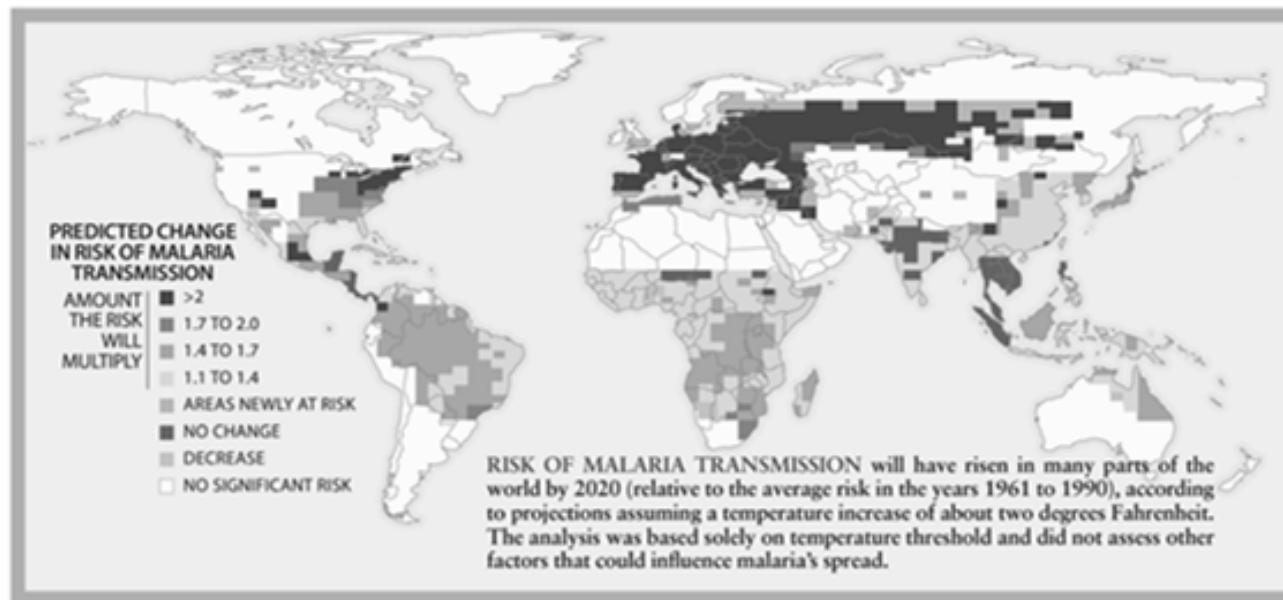 PREDICTED CHANGE
IN RISK OF MALARIA
TRANSMISSION
AMOUNT
THE RISK
WILL
MULTIPLY
>2
1.7 TO 2.0
1.4 TO 1.7
1.1 TO 1.4
AREAS NEWLY AT RISK
NO CHANGE
DECREASE
NO SIGNIFICANT RISK
RISK OF MALARIA TRANSMISSION will have risen in many parts of the
world by 2020 (relative to the average risk in the years 1961 to 1990), according
to projections assuming a temperature increase of about two degrees Fahrenheit.
The analysis was based solely on temperature threshold and did not assess other
factors that could influence malaria's spread.